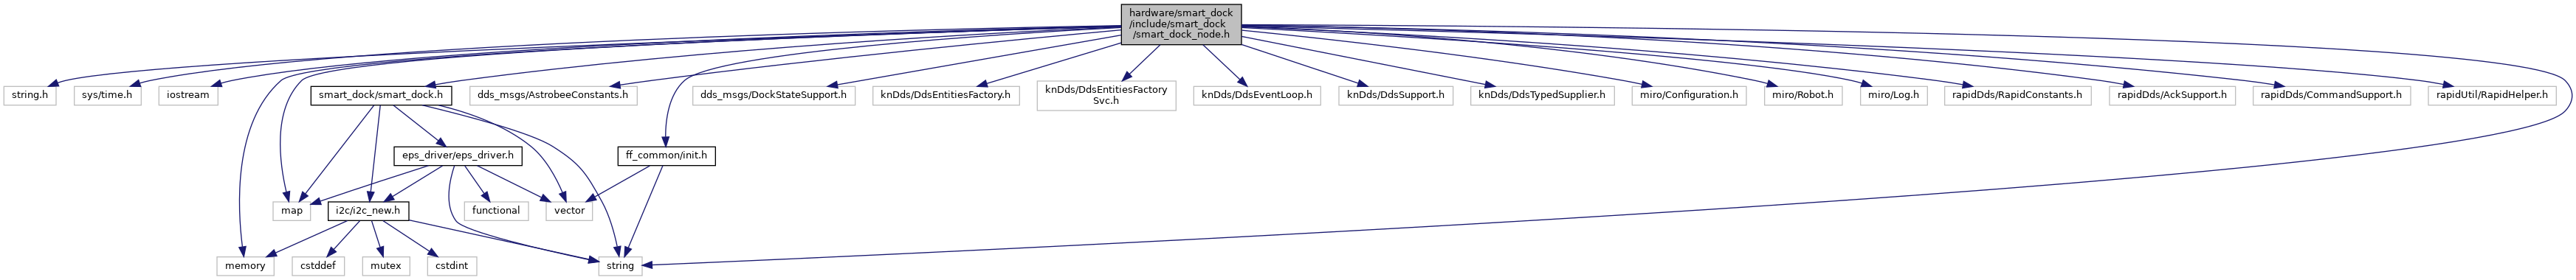 hardware/smart_dock
/include/smart_dock
/smart_dock_node.h
string.h
sys/time.h
iostream
smart_dock/smart_dock.h
dds_msgs/AstrobeeConstants.h
dds_msgs/DockStateSupport.h
knDds/DdsEntitiesFactory.h
knDds/DdsEntitiesFactory
Svc.h
knDds/DdsEventLoop.h
knDds/DdsSupport.h
knDds/DdsTypedSupplier.h
miro/Configuration.h
miro/Robot.h
miro/Log.h
rapidDds/RapidConstants.h
rapidDds/AckSupport.h
rapidDds/CommandSupport.h
rapidUtil/RapidHelper.h
eps_driver/eps_driver.h
ff_common/init.h
map
i2c/i2c_new.h
functional
vector
memory
cstddef
mutex
cstdint
string